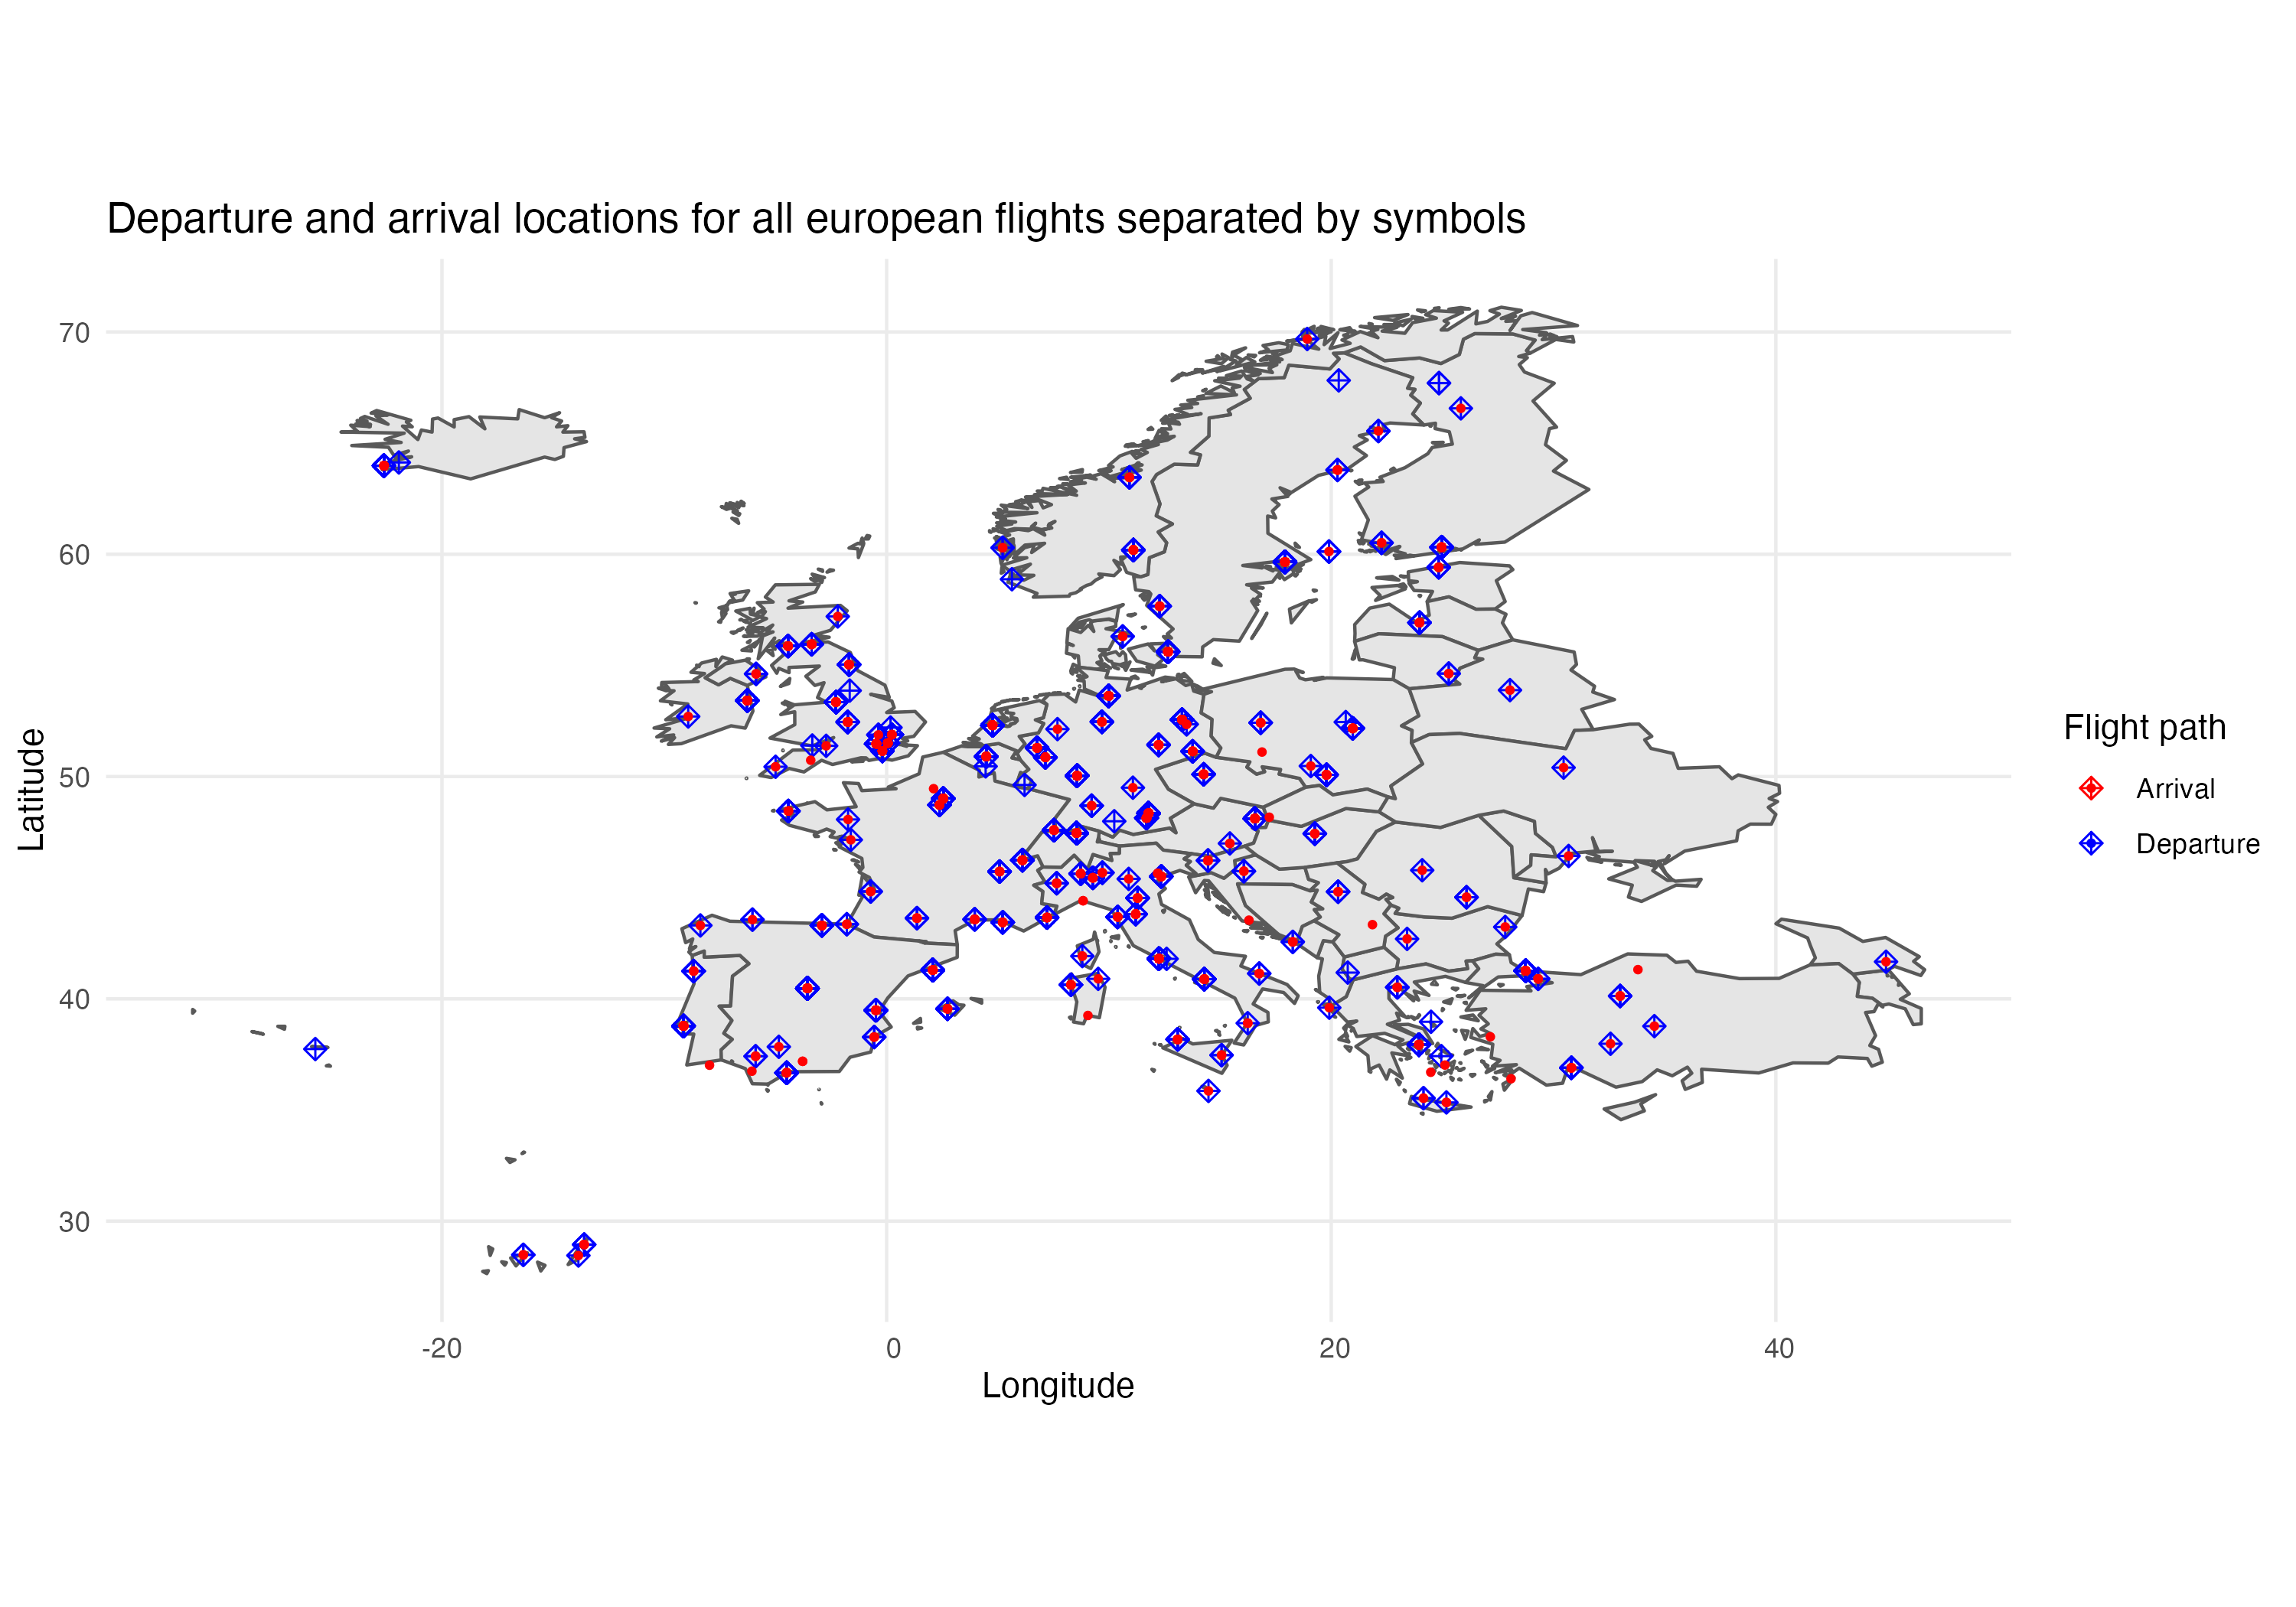 Departure and arrival locations for all european flights separated by symbols
70
60
50
40
30
Latitude
-20
0
20
40
Longitude
Flight path
Arrival
Departure